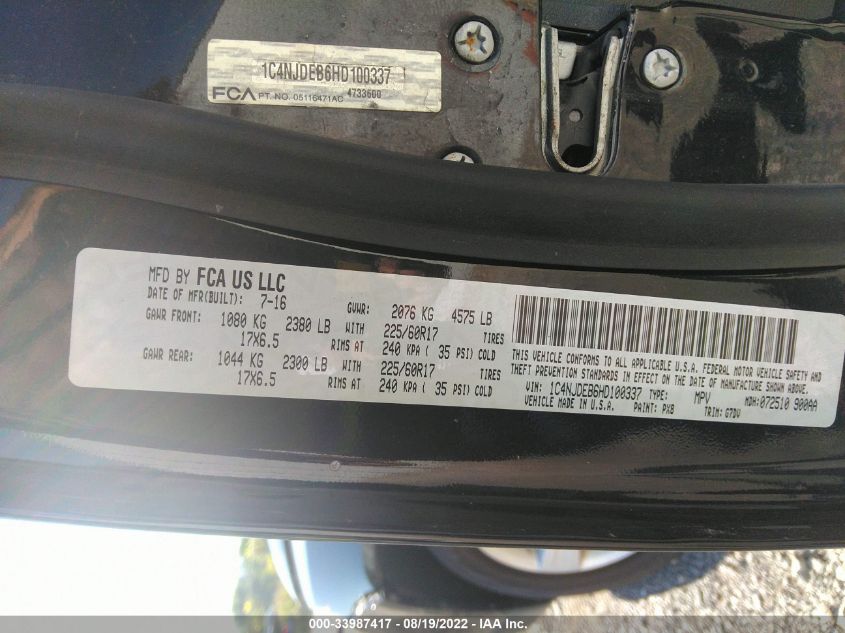 1C4NJDEB6HD100337
FCA PT. NO. 05116471AC 4733600
MFD BY FCA US LLC
DATE OF MFR(BUILT): 7-16 GVWR: 2076 KG 4575 LB
GAWR FRONT: 1080 KG 2380 LB WITH 225/60R17 TIRES
17X6.5 RIMS AT 240 KPA ( 35 PSI) COLD
GAWR REAR: 1044 KG 2300 LB WITH 225/60R17 TIRES
17X6.5 RIMS AT 240 KPA ( 35 PSI) COLD
THIS VEHICLE CONFORMS TO ALL APPLICABLE U.S.A. FEDERAL MOTOR VEHICLE SAFETY AND
THEFT PREVENTION STANDARDS IN EFFECT ON THE DATE OF MANUFACTURE SHOWN ABOVE.
VIN: 1C4NJDEB6HD100337 TYPE: MPV MDH:072510 900AA
VEHICLE MADE IN U.S.A. PAINT: PX8 TRIM: G7DV
000-33987417 - 08/19/2022 - IAA Inc.